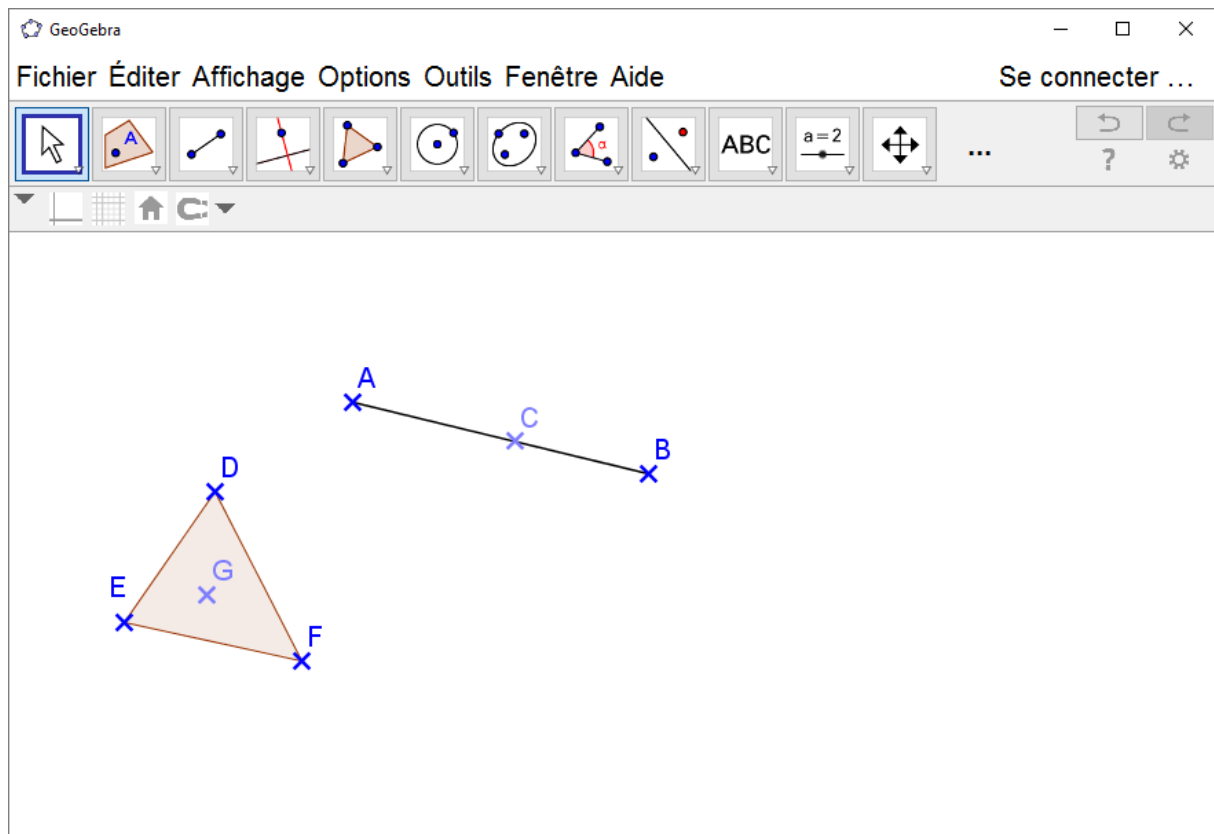 GeoGebra
Fichier Éditer Affichage Options Outils Fenêtre Aide Se connecter ...
A α ABC a = 2 ... ?
A
C
B
D
G
E
F